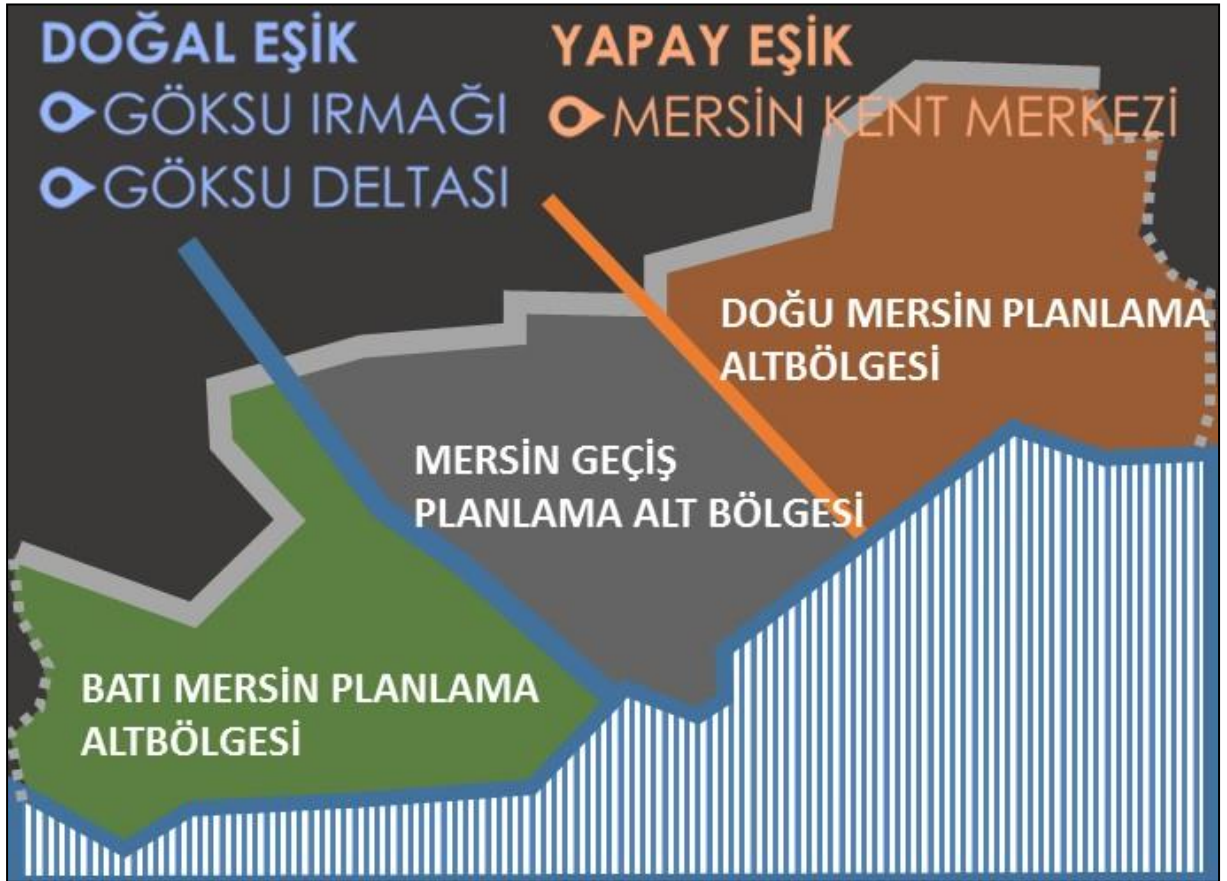 DOĞAL EŞİK
GÖKSU IRMAĞI
GÖKSU DELTASI
YAPAY EŞİK
MERSİN KENT MERKEZİ
DOĞU MERSİN PLANLAMA
ALTBÖLGESİ
MERSİN GEÇİŞ
PLANLAMA ALT BÖLGESİ
BATI MERSİN PLANLAMA
ALTBÖLGESİ